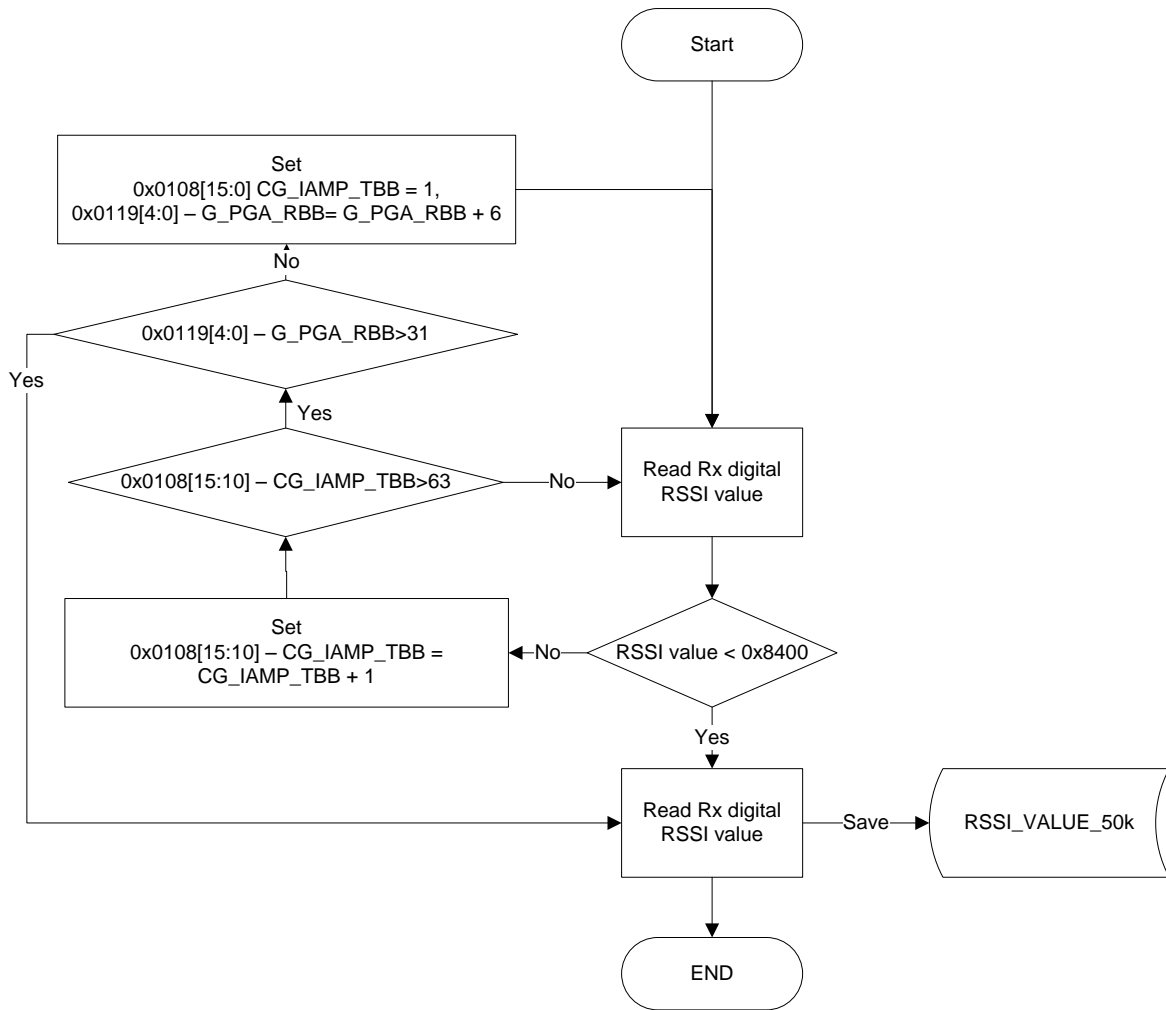 Start
Set
0x0108[15:0] CG_IAMP_TBB = 1,
0x0119[4:0] – G_PGA_RBB= G_PGA_RBB + 6
No
0x0119[4:0] – G_PGA_RBB>31
Yes
Yes
0x0108[15:10] – CG_IAMP_TBB>63
No
Read Rx digital
RSSI value
Set
0x0108[15:10] – CG_IAMP_TBB =
CG_IAMP_TBB + 1
No
RSSI value < 0x8400
Yes
Read Rx digital
RSSI value
Save
RSSI_VALUE_50k
END